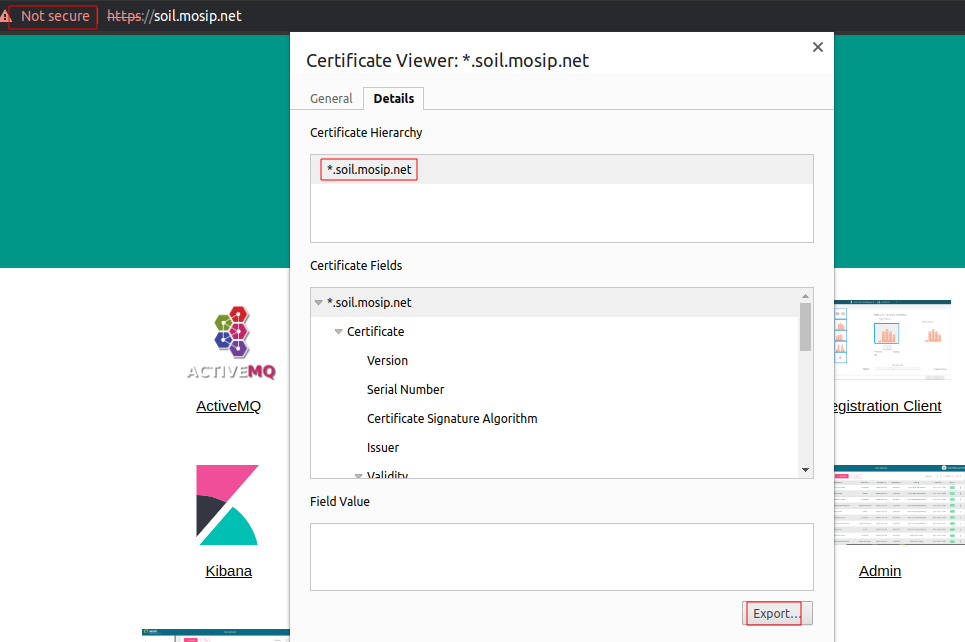 Not secure https://soil.mosip.net
Certificate Viewer: *.soil.mosip.net
General Details
Certificate Hierarchy
*.soil.mosip.net
Certificate Fields
*.soil.mosip.net
Certificate
Version
Serial Number
Certificate Signature Algorithm
Issuer
Validity
Field Value
Export...
ACTIVEMQ
ActiveMQ
egistration Client
Kibana
Admin